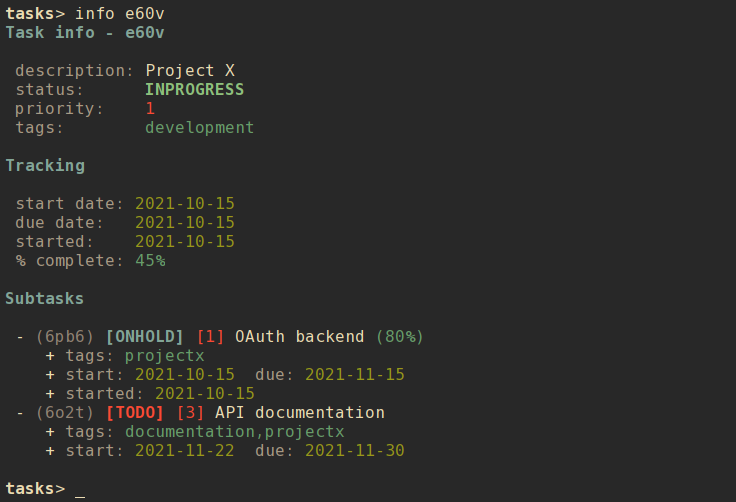 tasks> info e60v
Task info - e60v
description: Project X
status: INPROGRESS
priority: 1
tags: development
Tracking
start date: 2021-10-15
due date: 2021-10-15
started: 2021-10-15
% complete: 45%
Subtasks
- (6pb6) [ONHOLD] [1] OAuth backend (80%)
+ tags: projectx
+ start: 2021-10-15 due: 2021-11-15
+ started: 2021-10-15
- (6o2t) [TODO] [3] API documentation
+ tags: documentation,projectx
+ start: 2021-11-22 due: 2021-11-30
tasks> _